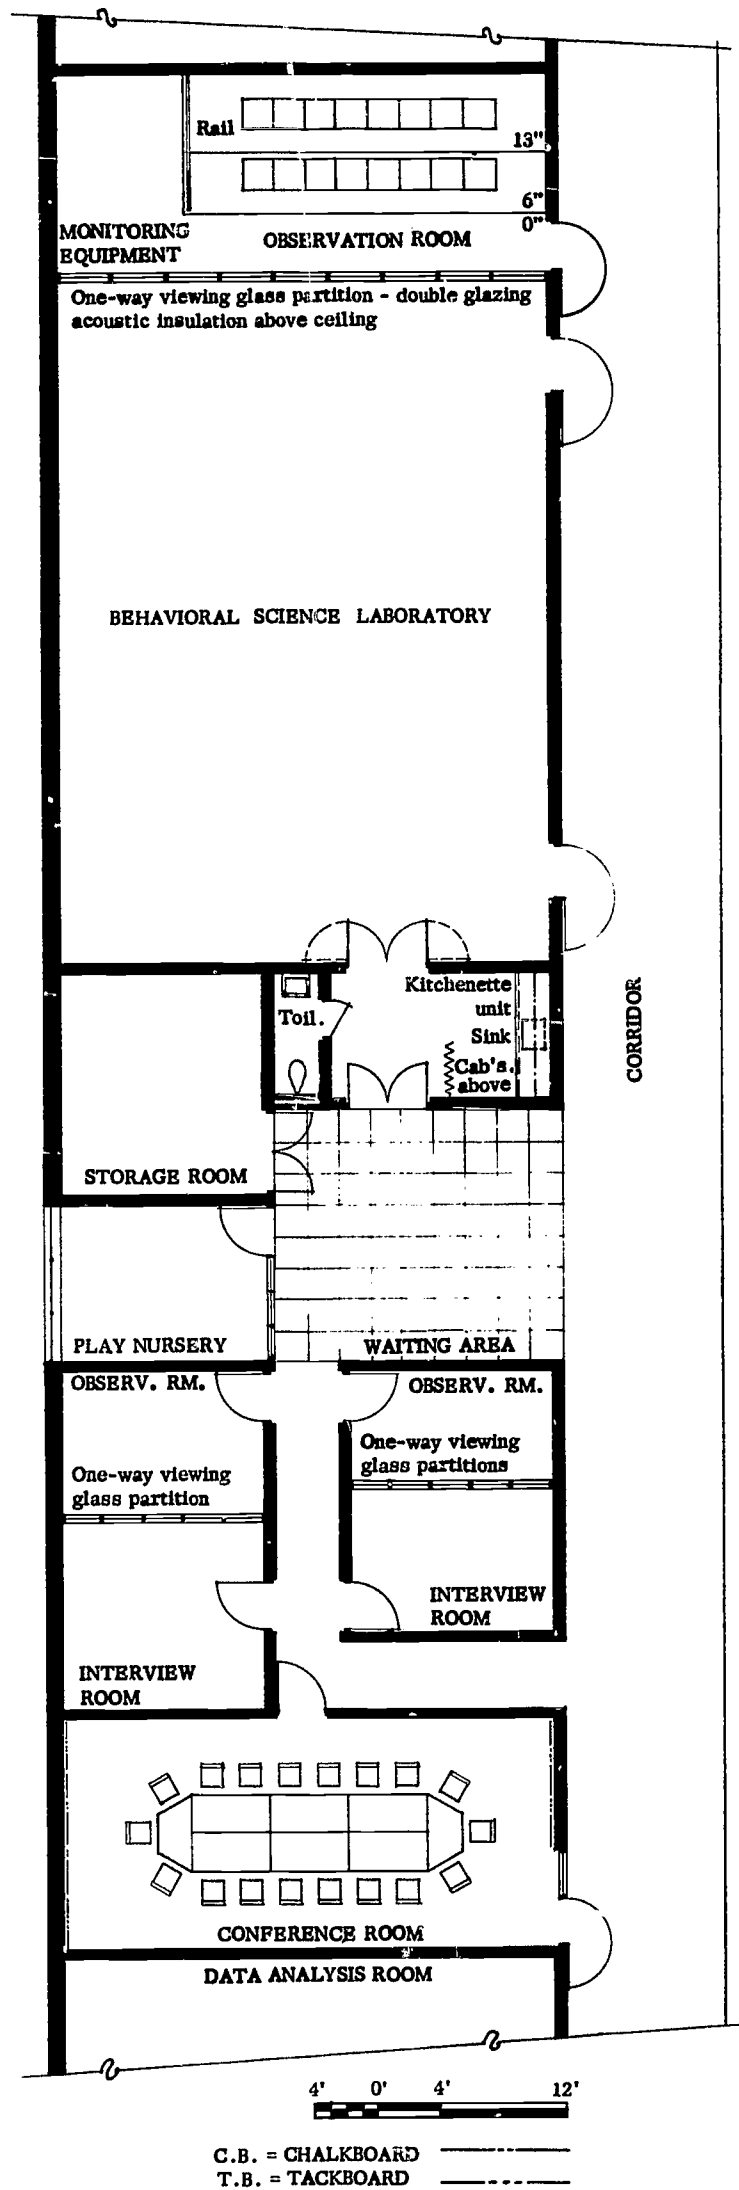 Rail
13"
6"
0"
MONITORING
EQUIPMENT
OBSERVATION ROOM
One-way viewing glass partition - double glazing
acoustic insulation above ceiling
BEHAVIORAL SCIENCE LABORATORY
Kitchenette
unit
Sink
Cab's.
above
Toil.
CORRIDOR
STORAGE ROOM
PLAY NURSERY
WAITING AREA
OBSERV. RM.
OBSERV. RM.
One-way viewing
glass partitions
One-way viewing
glass partition
INTERVIEW
ROOM
INTERVIEW
ROOM
CONFERENCE ROOM
DATA ANALYSIS ROOM
4' 0' 4' 12'
C.B. = CHALKBOARD
T.B. = TACKBOARD